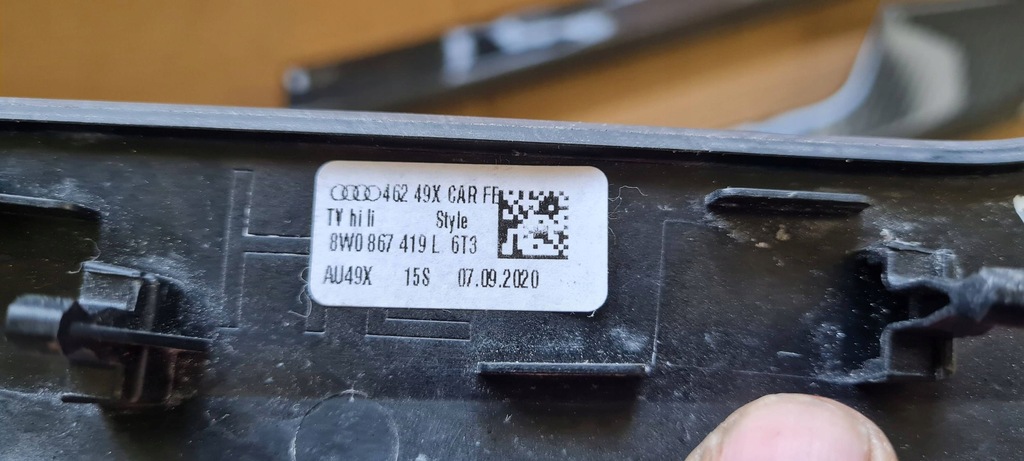 462 49X CAR FE
TV hi li Style
8W0 867 419 L 6T3
AU49X 15S 07.09.2020